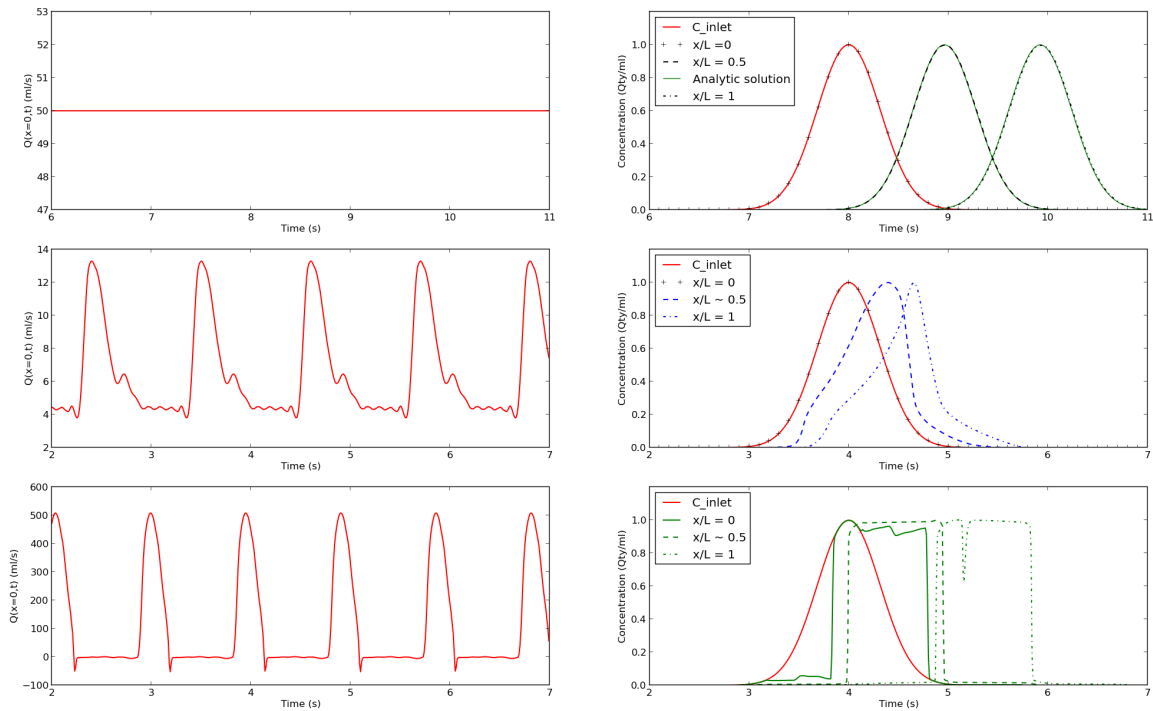 53
52
51
50
49
48
47
Q(x=0,t) (ml/s)
6 7 8 9 10 11
Time (s)
1.0
0.8
0.6
0.4
0.2
0.0
Concentration (Qty/ml)
C_inlet
x/L =0
x/L = 0.5
Analytic solution
x/L = 1
6 7 8 9 10 11
Time (s)
14
12
10
8
6
4
2
Q(x=0,t) (ml/s)
2 3 4 5 6 7
Time (s)
1.0
0.8
0.6
0.4
0.2
0.0
Concentration (Qty/ml)
C_inlet
x/L = 0
x/L ~ 0.5
x/L = 1
2 3 4 5 6 7
Time (s)
600
500
400
300
200
100
0
−100
Q(x=0,t) (ml/s)
2 3 4 5 6 7
Time (s)
1.0
0.8
0.6
0.4
0.2
0.0
Concentration (Qty/ml)
C_inlet
x/L = 0
x/L ~ 0.5
x/L = 1
2 3 4 5 6 7
Time (s)